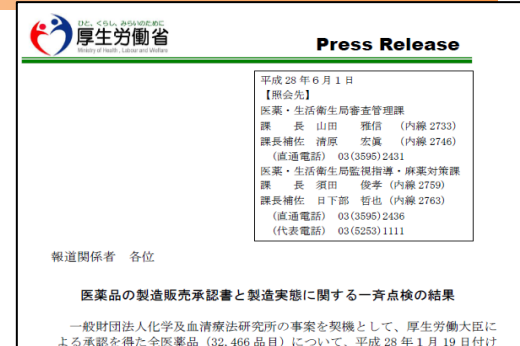 ひと、くらし、みらいのために
厚生労働省
Ministry of Health, Labour and Welfare
Press Release
平成 28 年 6 月 1 日
【照会先】
医薬・生活衛生局審査管理課
課　　長　山田　　雅信　（内線 2733）
課長補佐　清原　　宏眞　（内線 2746）
（直通電話）　03(3595)2431
医薬・生活衛生局監視指導・麻薬対策課
課　　長　須田　　俊孝（内線 2759）
課長補佐　日下部　哲也（内線 2763）
（直通電話）　03(3595)2436
（代表電話）　03(5253)1111
報道関係者　各位
医薬品の製造販売承認書と製造実態に関する一斉点検の結果
一般財団法人化学及血清療法研究所の事案を契機として、厚生労働大臣に
よる承認を得た全医薬品（32,466 品目）について、平成 28 年 1 月 19 日付け